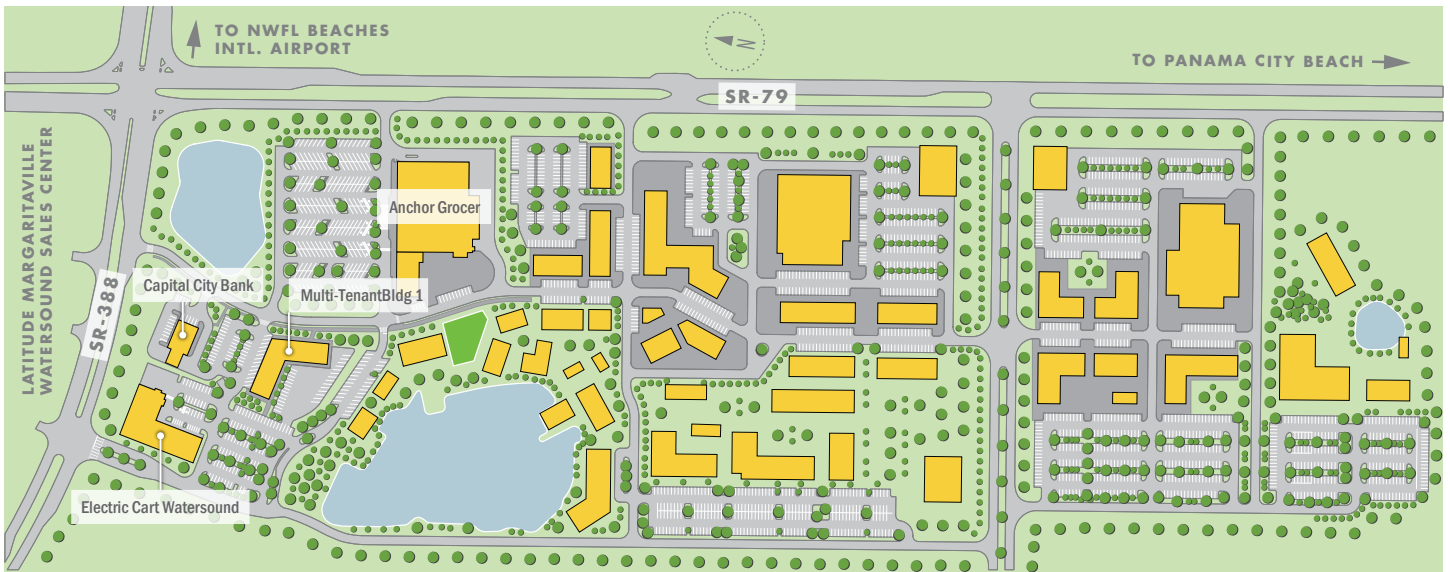 TO NWFL BEACHES
INTL. AIRPORT
N
TO PANAMA CITY BEACH
SR-79
LATITUDE MARGARITAVILLE
WATERSOUND SALES CENTER
SR-388
Anchor Grocer
Capital City Bank
Multi-TenantBldg 1
Electric Cart Watersound